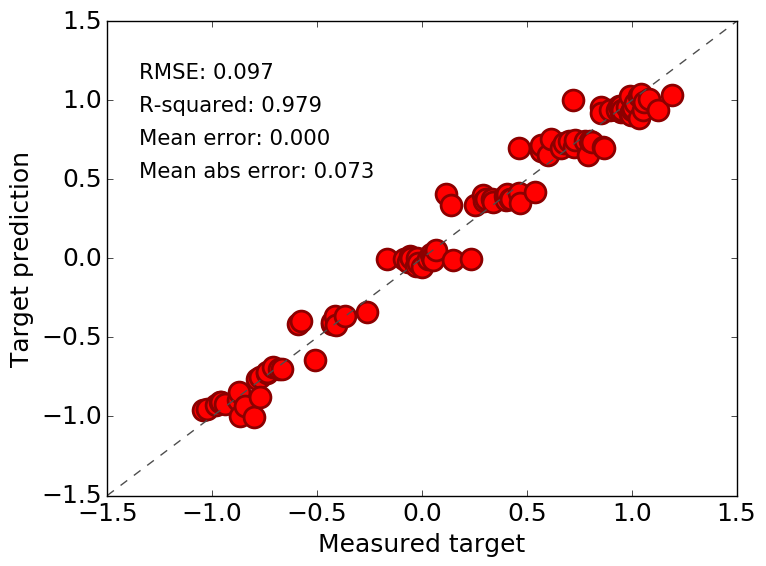 1.5
1.0
0.5
0.0
−0.5
−1.0
−1.5
RMSE: 0.097
R-squared: 0.979
Mean error: 0.000
Mean abs error: 0.073
Target prediction
−1.5 −1.0 −0.5 0.0 0.5 1.0 1.5
Measured target